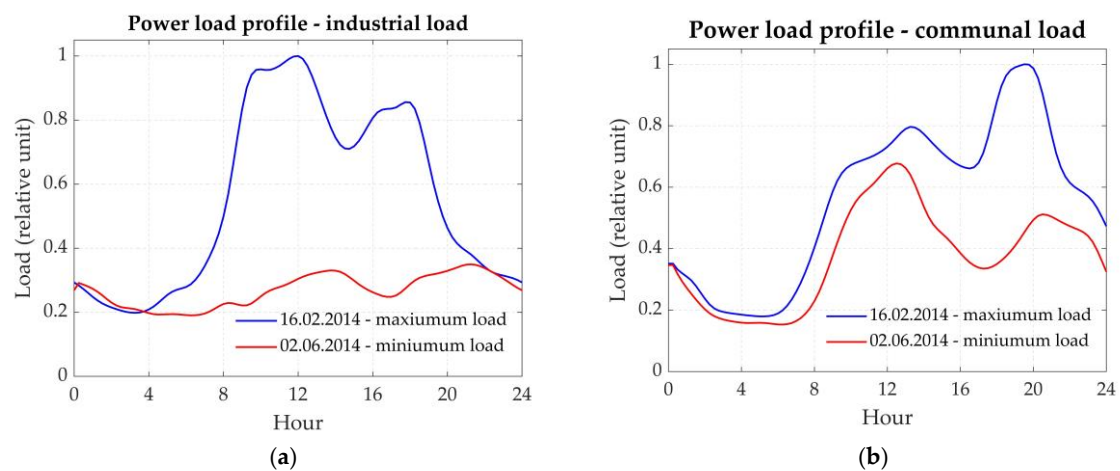 Power load profile - industrial load
Load (relative unit)
1
0.8
0.6
0.4
0.2
0
0
4
8
12
16
20
24
16.02.2014 - maxiumum load
02.06.2014 - miniumum load
Hour
(a)
Power load profile - communal load
Load (relative unit)
1
0.8
0.6
0.4
0.2
0
0
4
8
12
16
20
24
16.02.2014 - maxiumum load
02.06.2014 - miniumum load
Hour
(b)